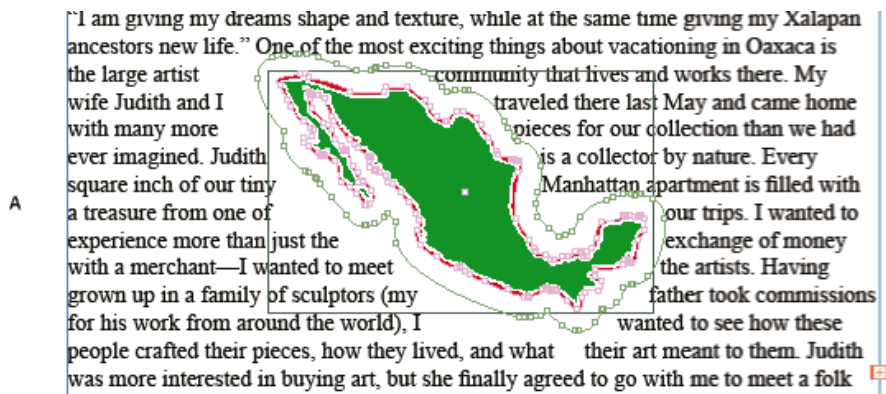 “I am giving my dreams shape and texture, while at the same time giving my Xalapan
ancestors new life.” One of the most exciting things about vacationing in Oaxaca is
the large artist community that lives and works there. My
wife Judith and I traveled there last May and came home
with many more pieces for our collection than we had
ever imagined. Judith is a collector by nature. Every
square inch of our tiny Manhattan apartment is filled with
A
a treasure from one of our trips. I wanted to
experience more than just the exchange of money
with a merchant—I wanted to meet the artists. Having
grown up in a family of sculptors (my father took commissions
for his work from around the world), I wanted to see how these
people crafted their pieces, how they lived, and what their art meant to them. Judith
was more interested in buying art, but she finally agreed to go with me to meet a folk